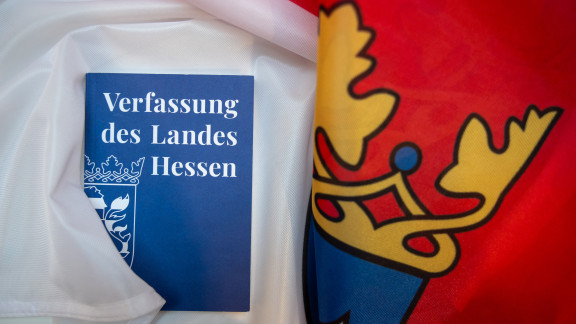 Verfassung
des Landes
Hessen